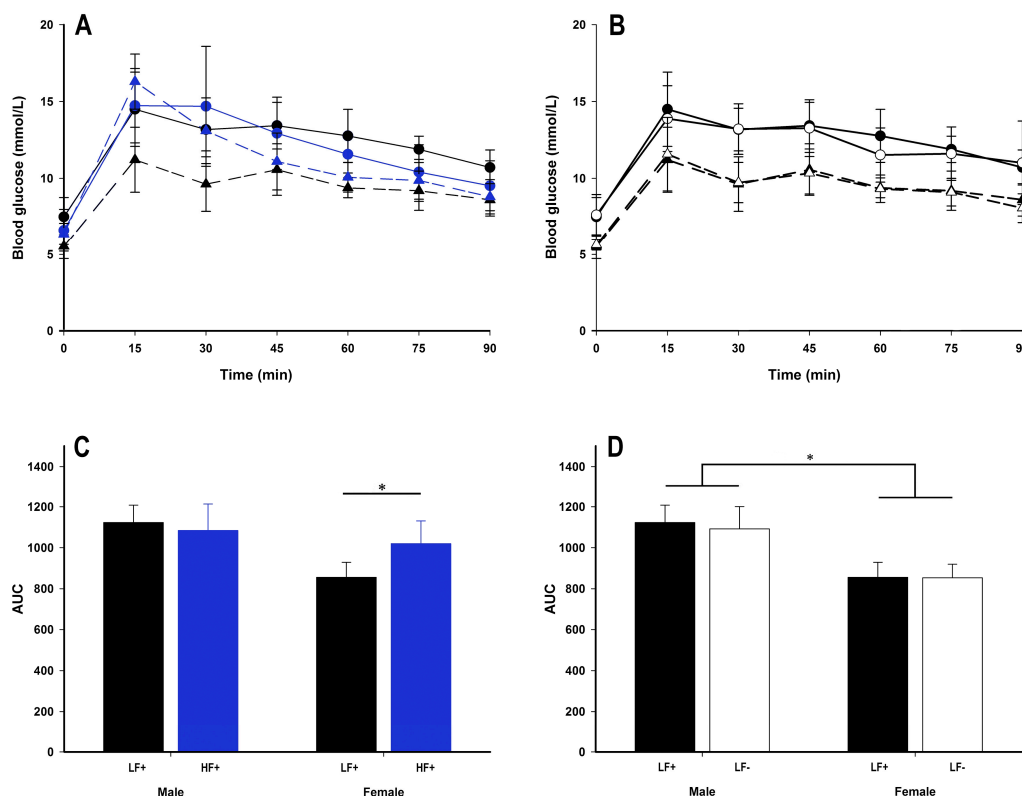 A
20
15
10
5
0
Blood glucose (mmol/L)
0 15 30 45 60 75 90
Time (min)
B
20
15
10
5
0
Blood glucose (mmol/L)
0 15 30 45 60 75 9
Time (min)
C
1400
1200
1000
800
600
400
200
0
AUC
*
LF+ HF+ LF+ HF+
Male Female
D
1400
1200
1000
800
600
400
200
0
AUC
*
LF+ LF- LF+ LF-
Male Female